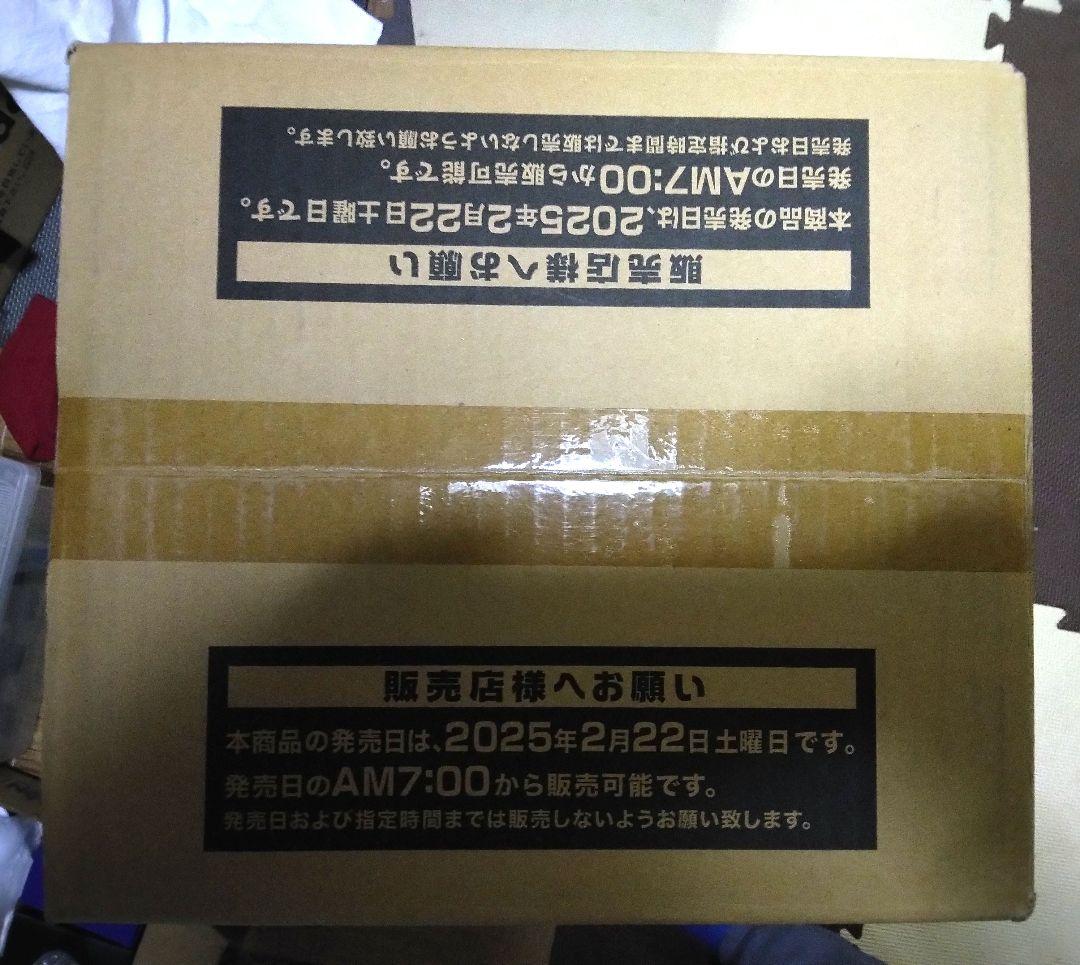 販売店様へお願い
本商品の発売日は、2025年2月22日土曜日です。
発売日のAM7:00から販売可能です。
発売日および指定時間までは販売しないようお願い致します。
販売店様へお願い
本商品の発売日は、2025年2月22日土曜日です。
発売日のAM7:00から販売可能です。
発売日および指定時間までは販売しないようお願い致します。